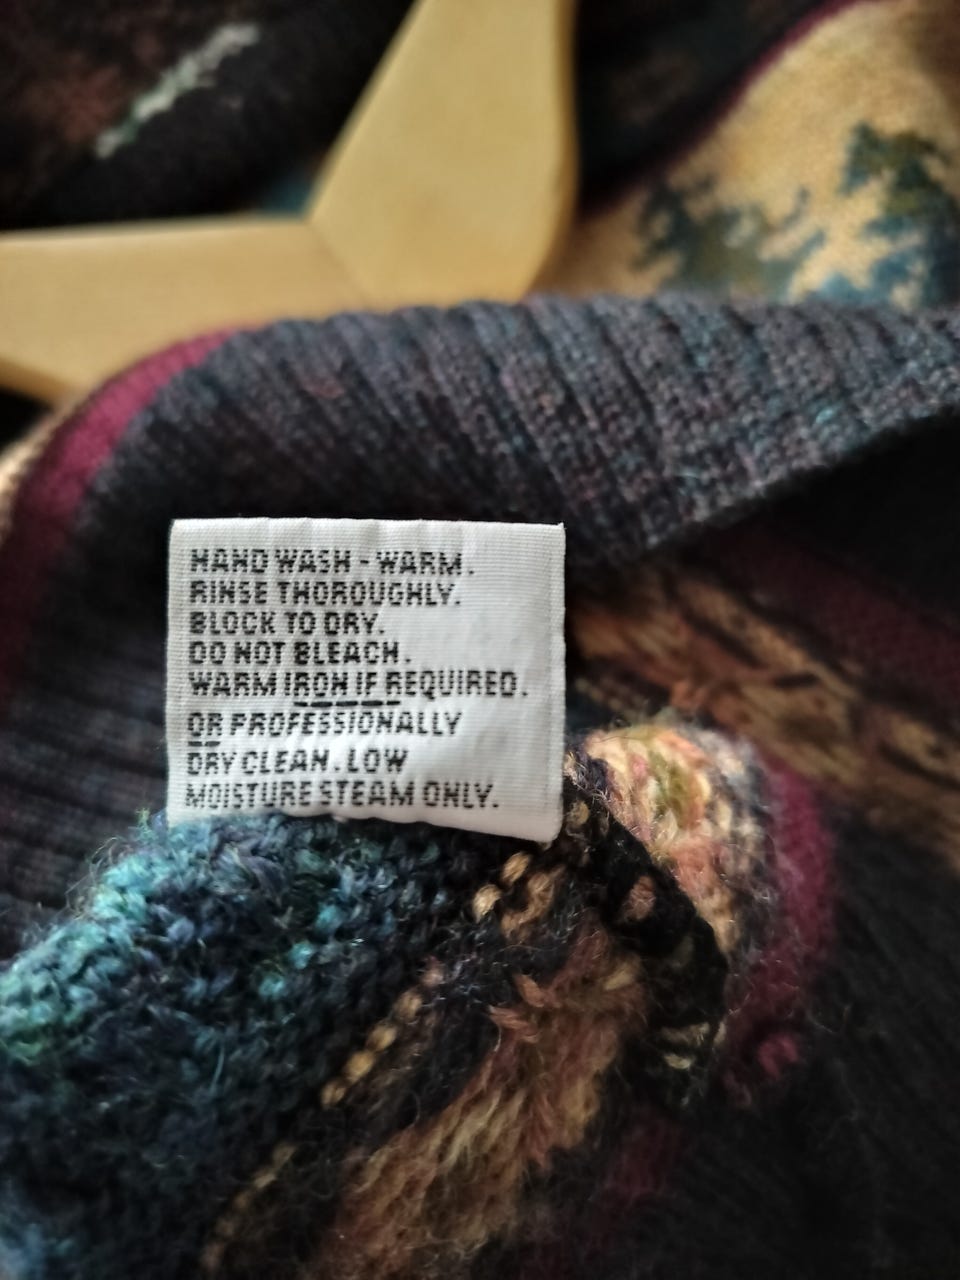 HAND WASH - WARM.
RINSE THOROUGHLY.
BLOCK TO DRY.
DO NOT BLEACH.
WARM IRON IF REQUIRED.
OR PROFESSIONALLY
DRY CLEAN. LOW
MOISTURE STEAM ONLY.